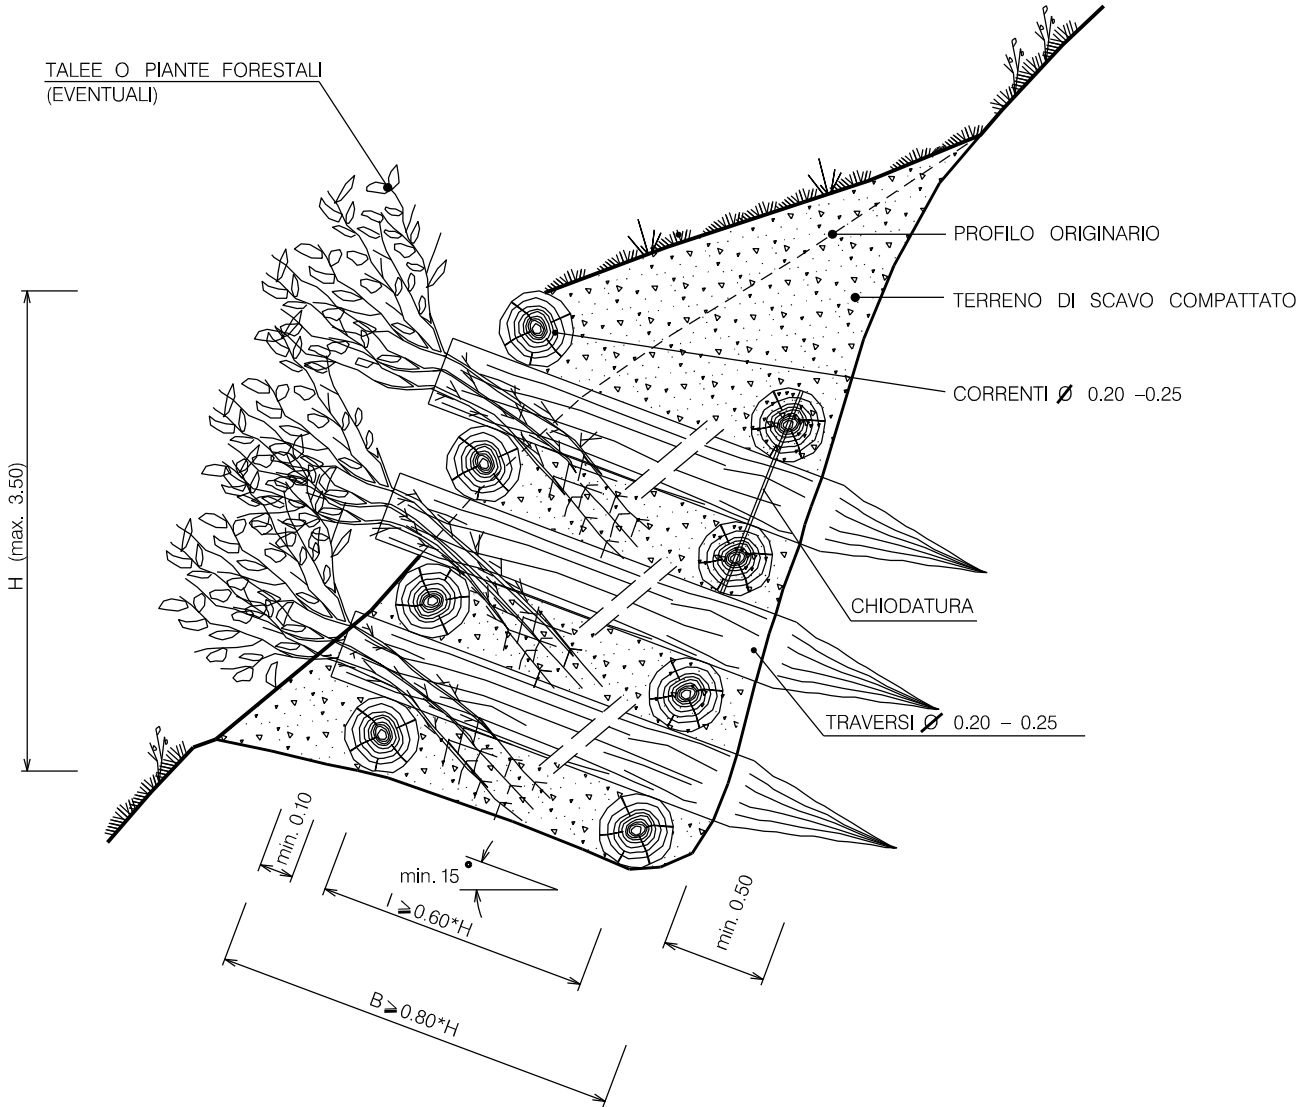 TALEE O PIANTE FORESTALI
(EVENTUALI)
PROFILO ORIGINARIO
TERRENO DI SCAVO COMPATTATO
CORRENTI Ø 0.20 -0.25
H (max. 3.50)
CHIODATURA
TRAVERSI Ø 0.20 - 0.25
min. 0.10
min. 15°
I ≥0.60*H
min. 0.50
B≥0.80*H